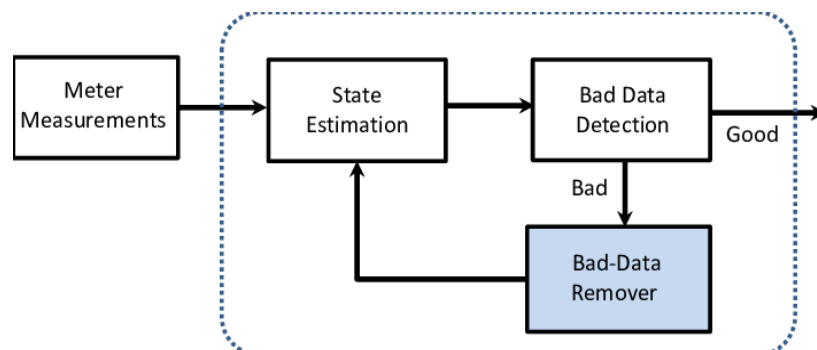 Meter
Measurements
State
Estimation
Bad Data
Detection
Good
Bad
Bad-Data
Remover